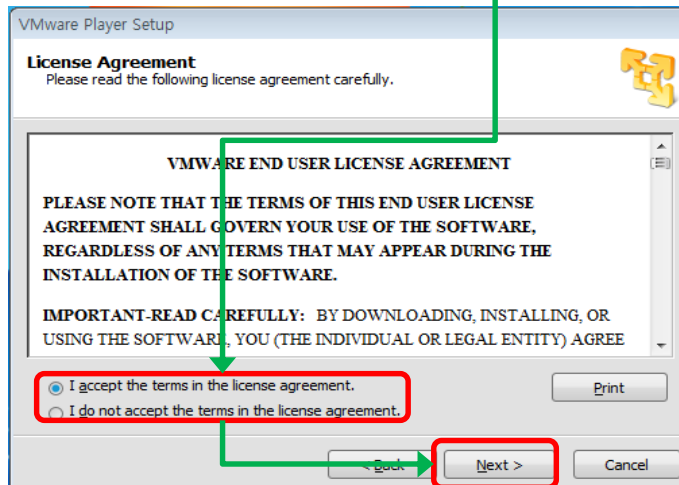 VMware Player Setup
License Agreement
Please read the following license agreement carefully.
VMWARE END USER LICENSE AGREEMENT
PLEASE NOTE THAT THE TERMS OF THIS END USER LICENSE
AGREEMENT SHALL GOVERN YOUR USE OF THE SOFTWARE,
REGARDLESS OF ANY TERMS THAT MAY APPEAR DURING THE
INSTALLATION OF THE SOFTWARE.
IMPORTANT-READ CAREFULLY: BY DOWNLOADING, INSTALLING, OR
USING THE SOFTWARE, YOU (THE INDIVIDUAL OR LEGAL ENTITY) AGREE
I accept the terms in the license agreement.
Print
I do not accept the terms in the license agreement.
< Back
Next >
Cancel